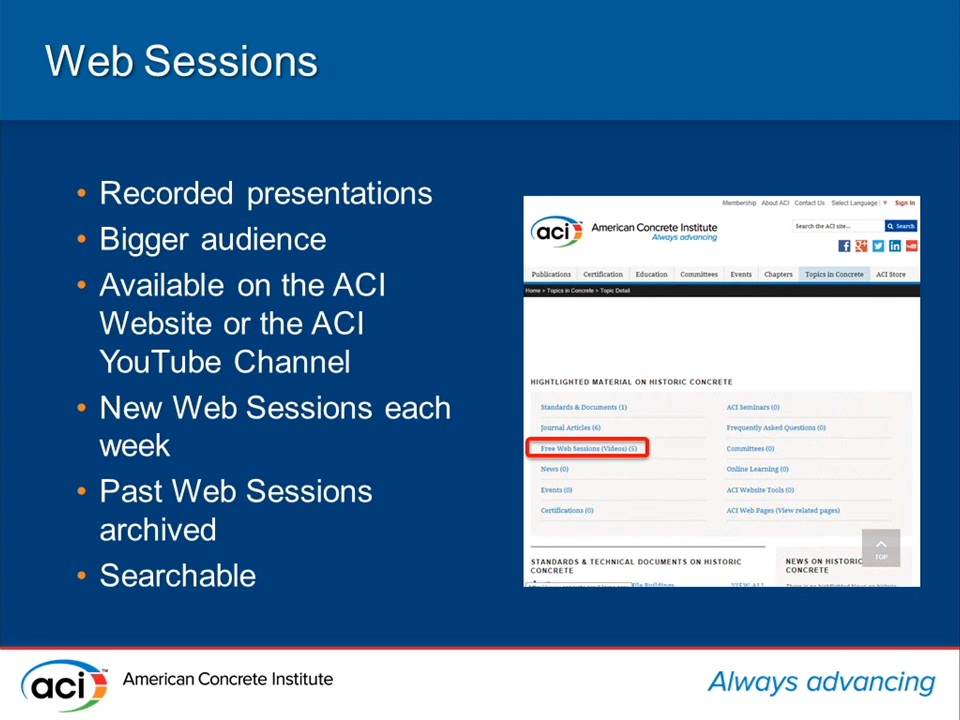 Web Sessions
• Recorded presentations
• Bigger audience
• Available on the ACI
Website or the ACI
YouTube Channel
• New Web Sessions each
week
• Past Web Sessions
archived
• Searchable
Membership About ACI Contact Us Select Language | ▼ Sign In
aci American Concrete Institute
Always advancing
Search the ACI site...
Search
Publications Certification Education Committees Events Chapters Topics in Concrete ACI Store
Home > Topics in Concrete > Topic Detail
HIGHTLIGHTED MATERIAL ON HISTORIC CONCRETE
Standards & Documents (1)
ACI Seminars (0)
Journal Articles (6)
Frequently Asked Questions (0)
Free Web Sessions (Videos) (5)
Committees (0)
News (0)
Online Learning (0)
Events (0)
ACI Website Tools (0)
Certifications (0)
ACI Web Pages (View related pages)
TOP
STANDARDS & TECHNICAL DOCUMENTS ON HISTORIC
CONCRETE
NEWS ON HISTORIC
CONCRETE
Buildings
VIEW ALL
aci™ American Concrete Institute
Always advancing